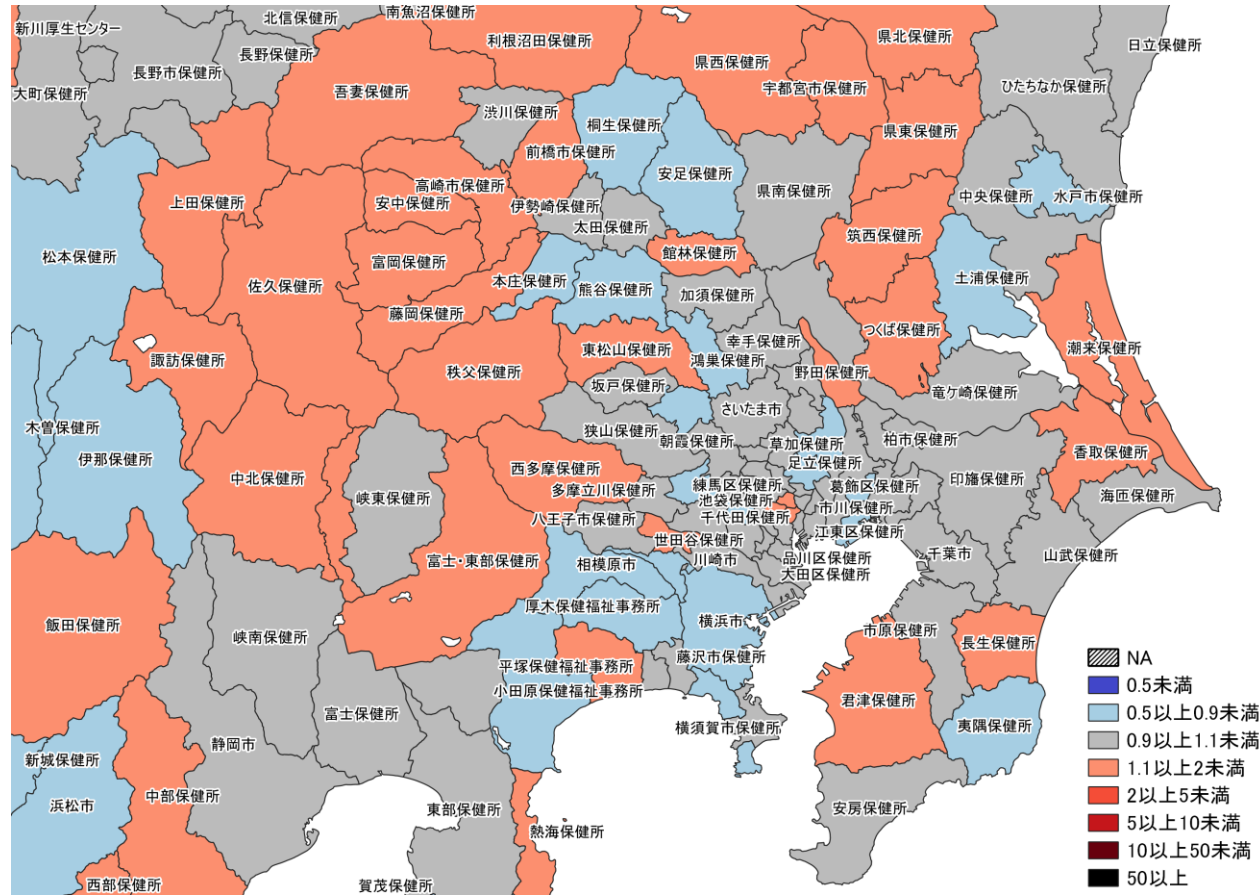 南魚沼保健所
新川厚生センター
北信保健所
県北保健所
利根沼田保健所
日立保健所
長野保健所
長野市保健所
県西保健所
大町保健所
吾妻保健所
宇都宮市保健所
ひたちなか保健所
渋川保健所
桐生保健所
県東保健所
前橋市保健所
安足保健所
高崎市保健所
県南保健所
上田保健所
安中保健所
伊勢崎保健所
中央保健所
水戸市保健所
太田保健所
筑西保健所
松本保健所
館林保健所
富岡保健所
土浦保健所
本庄保健所
佐久保健所
熊谷保健所
加須保健所
藤岡保健所
つくば保健所
幸手保健所
東松山保健所
潮来保健所
諏訪保健所
鴻巣保健所
秩父保健所
野田保健所
坂戸保健所
竜ケ崎保健所
さいたま市
木曽保健所
狭山保健所
伊那保健所
朝霞保健所
草加保健所
柏市保健所
香取保健所
西多摩保健所
足立保健所
中北保健所
印旛保健所
練馬区保健所
葛飾区保健所
多摩立川保健所
峡東保健所
池袋保健所
海匝保健所
市川保健所
八王子市保健所
千代田保健所
江東区保健所
世田谷保健所
千葉市
山武保健所
富士・東部保健所
相模原市
川崎市
品川区保健所
大田区保健所
厚木保健福祉事務所
飯田保健所
横浜市
市原保健所
峡南保健所
長生保健所
藤沢市保健所
平塚保健福祉事務所
小田原保健福祉事務所
君津保健所
富士保健所
横須賀市保健所
夷隅保健所
静岡市
新城保健所
中部保健所
浜松市
東部保健所
安房保健所
熱海保健所
西部保健所
賀茂保健所
NA
0.5未満
0.5以上0.9未満
0.9以上1.1未満
1.1以上2未満
2以上5未満
5以上10未満
10以上50未満
50以上